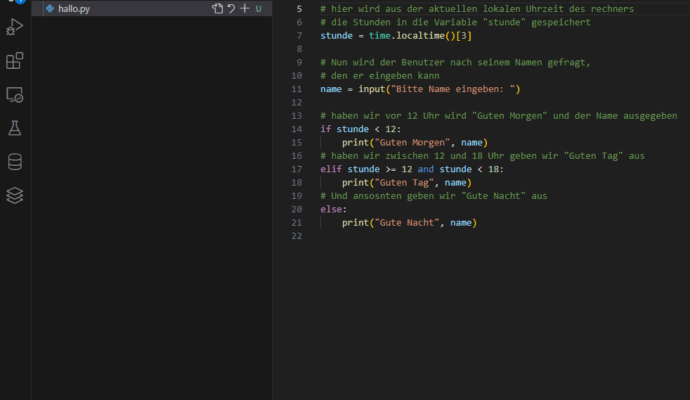 hallo.py
U
5 # hier wird aus der aktuellen lokalen Uhrzeit des rechners
6 # die Stunden in die Variable "stunde" gespeichert
7 stunde = time.localtime()[3]
8
9 # Nun wird der Benutzer nach seinem Namen gefragt,
10 # den er eingeben kann
11 name = input("Bitte Name eingeben: ")
12
13 # haben wir vor 12 Uhr wird "Guten Morgen" und der Name ausgegeben
14 if stunde < 12:
15     print("Guten Morgen", name)
16 # haben wir zwischen 12 und 18 Uhr geben wir "Guten Tag" aus
17 elif stunde >= 12 and stunde < 18:
18     print("Guten Tag", name)
19 # Und ansosnten geben wir "Gute Nacht" aus
20 else:
21     print("Gute Nacht", name)
22